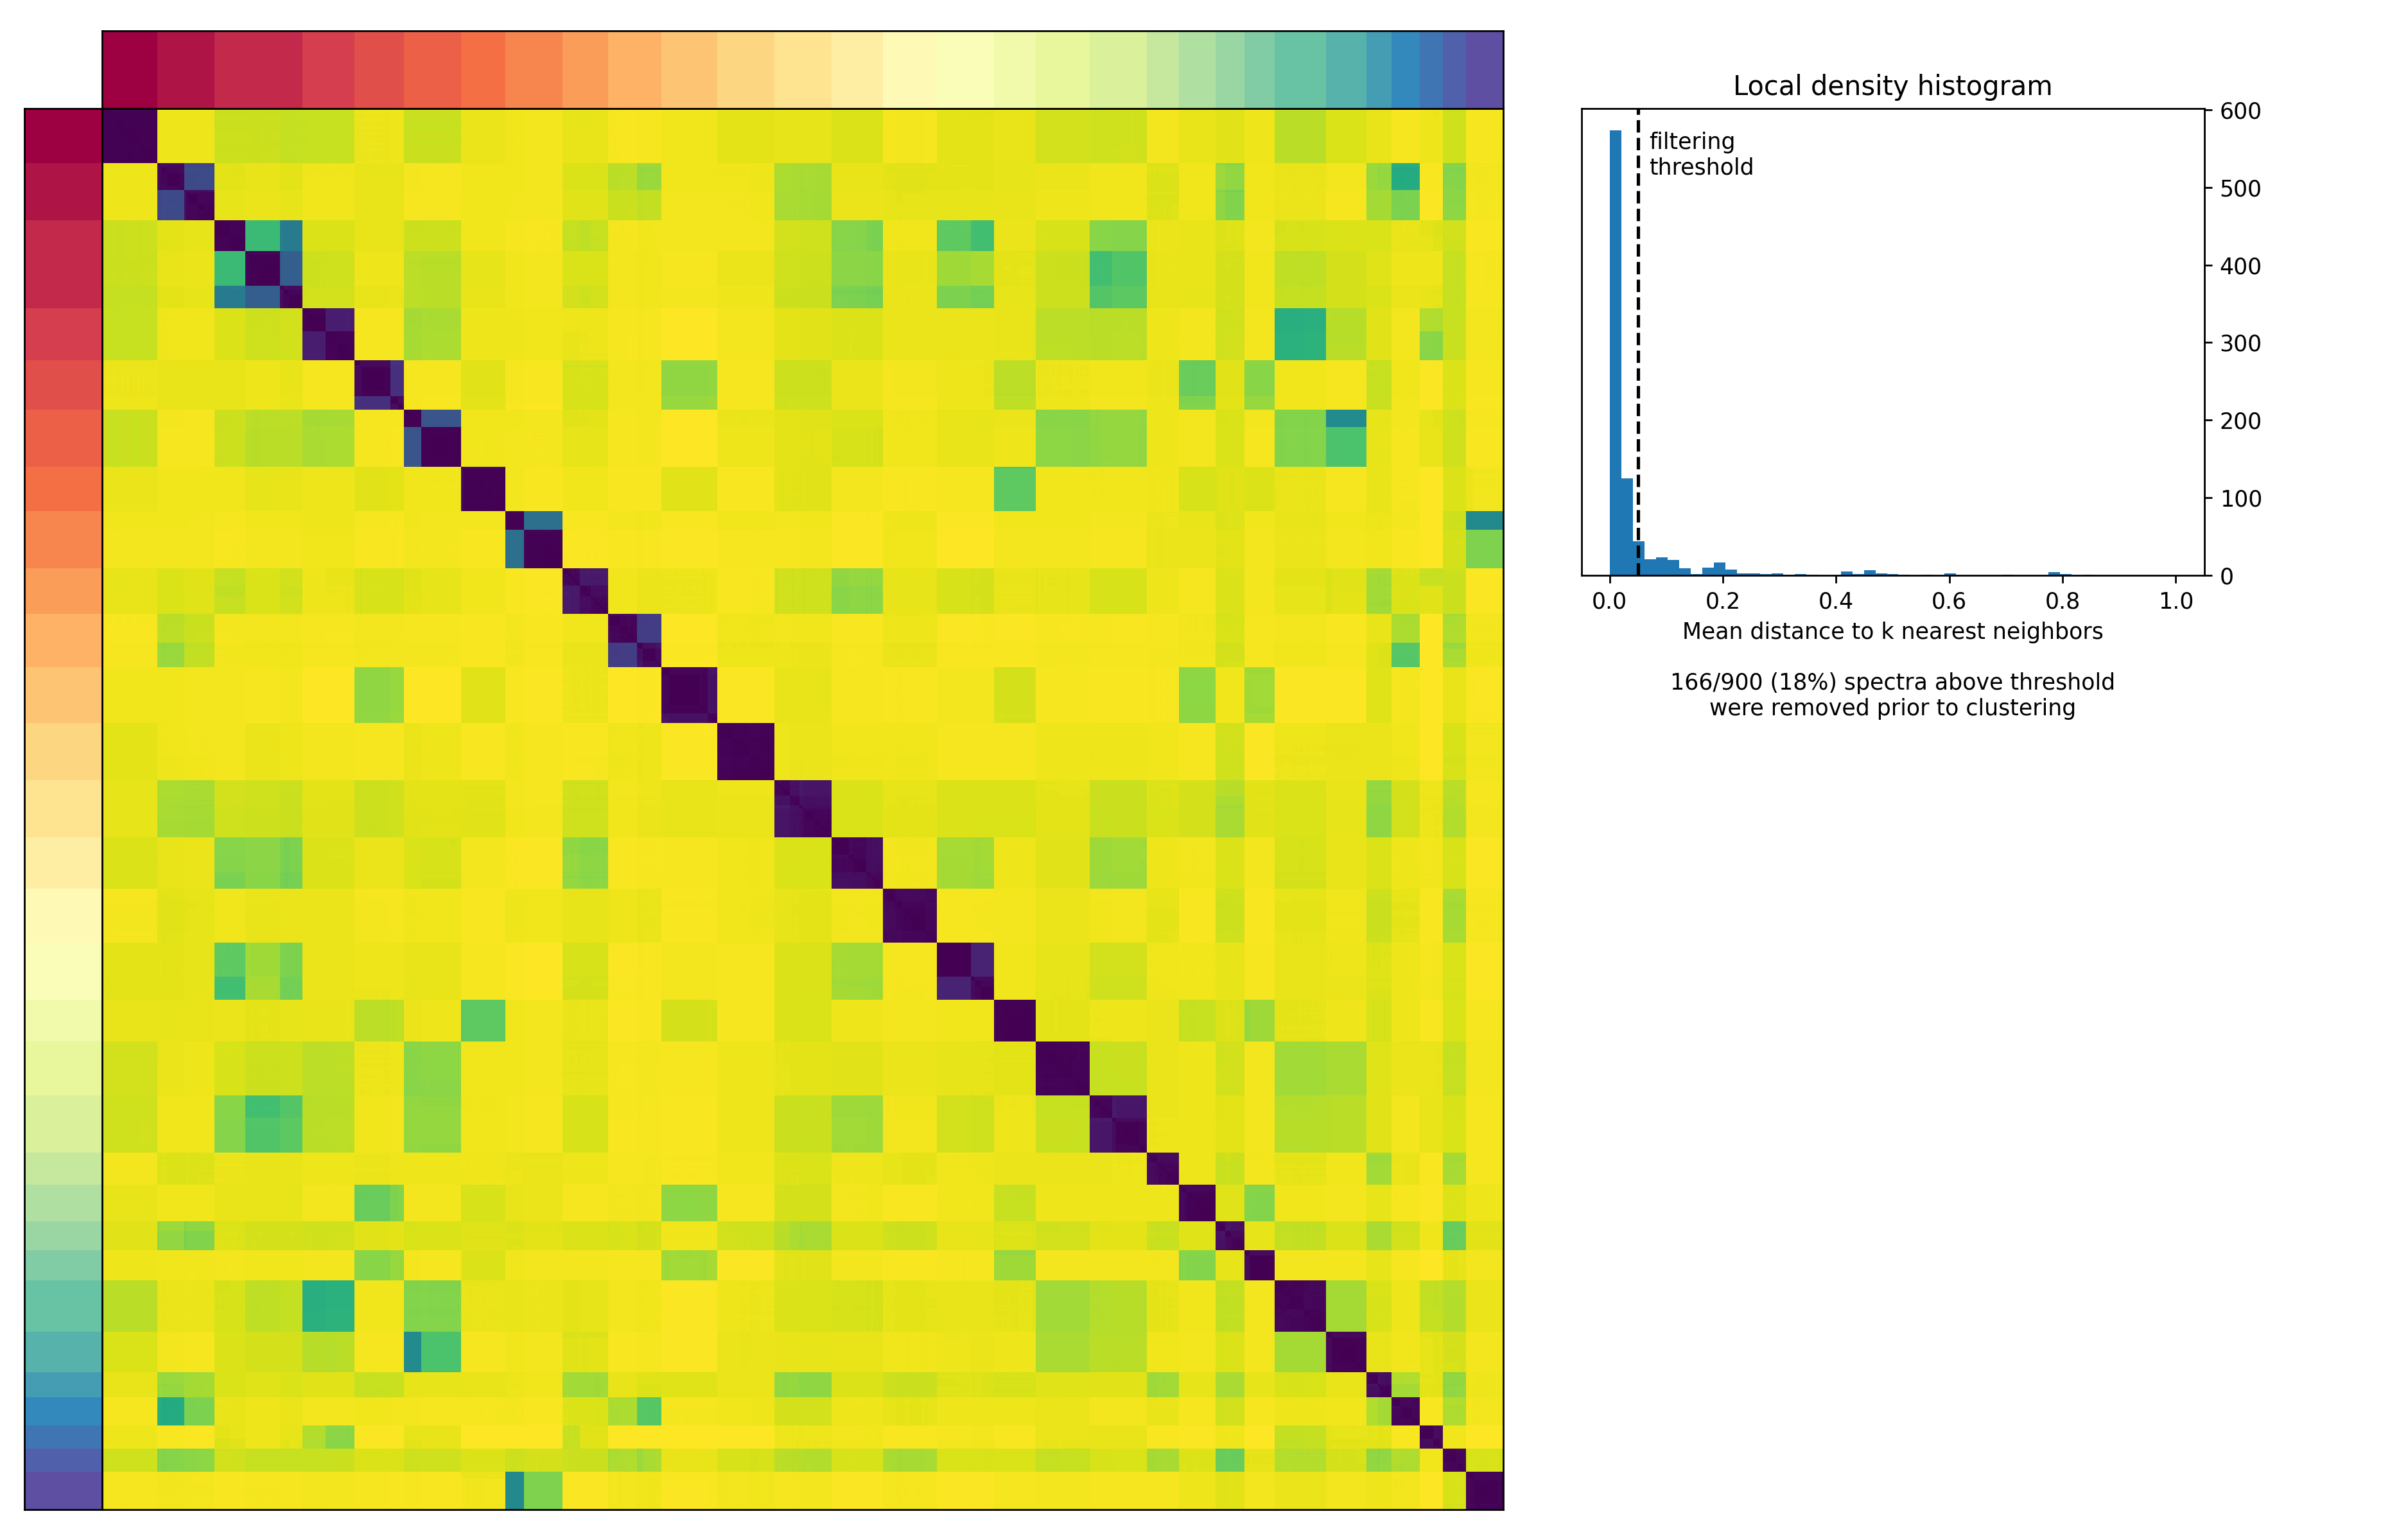 Local density histogram
filtering
threshold
600
500
400
300
200
100
0
0.0 0.2 0.4 0.6 0.8 1.0
Mean distance to k nearest neighbors
166/900 (18%) spectra above threshold
were removed prior to clustering